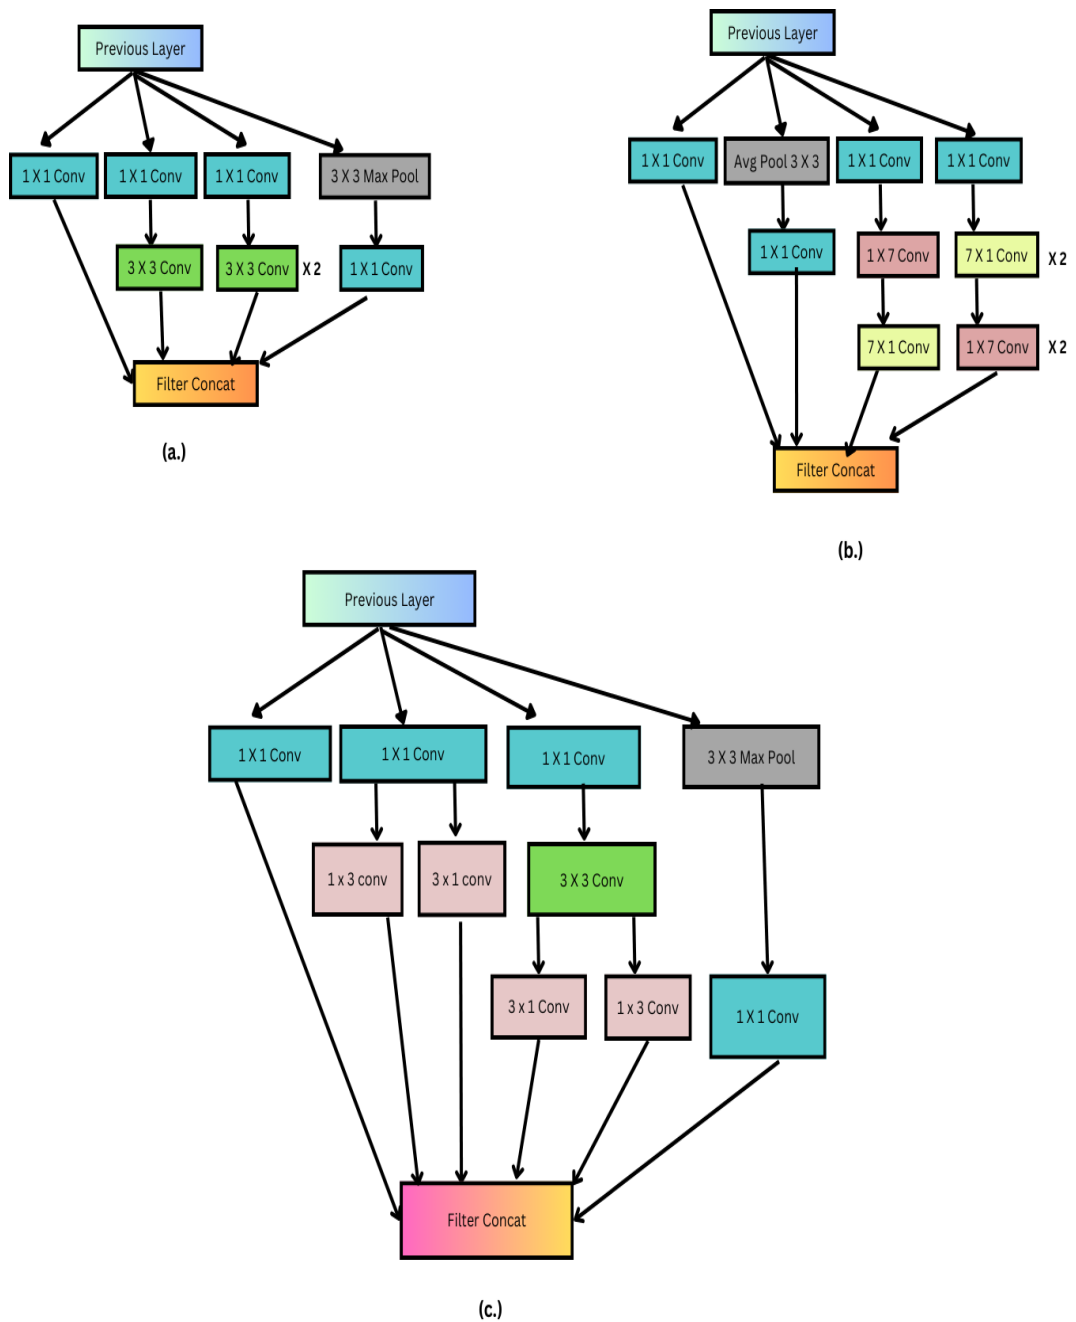 Previous Layer
1 X 1 Conv
1 X 1 Conv
1 X 1 Conv
3 X 3 Max Pool
3 X 3 Conv
3 X 3 Conv
X 2
1 X 1 Conv
Filter Concat
(a.)
Previous Layer
1 X 1 Conv
Avg Pool 3 X 3
1 X 1 Conv
1 X 1 Conv
1 X 1 Conv
1 X 7 Conv
7 X 1 Conv
X 2
7 X 1 Conv
1 X 7 Conv
X 2
Filter Concat
(b.)
Previous Layer
1 X 1 Conv
1 X 1 Conv
1 X 1 Conv
3 X 3 Max Pool
1 x 3 conv
3 x 1 conv
3 X 3 Conv
3 x 1 Conv
1 x 3 Conv
1 X 1 Conv
Filter Concat
(c.)